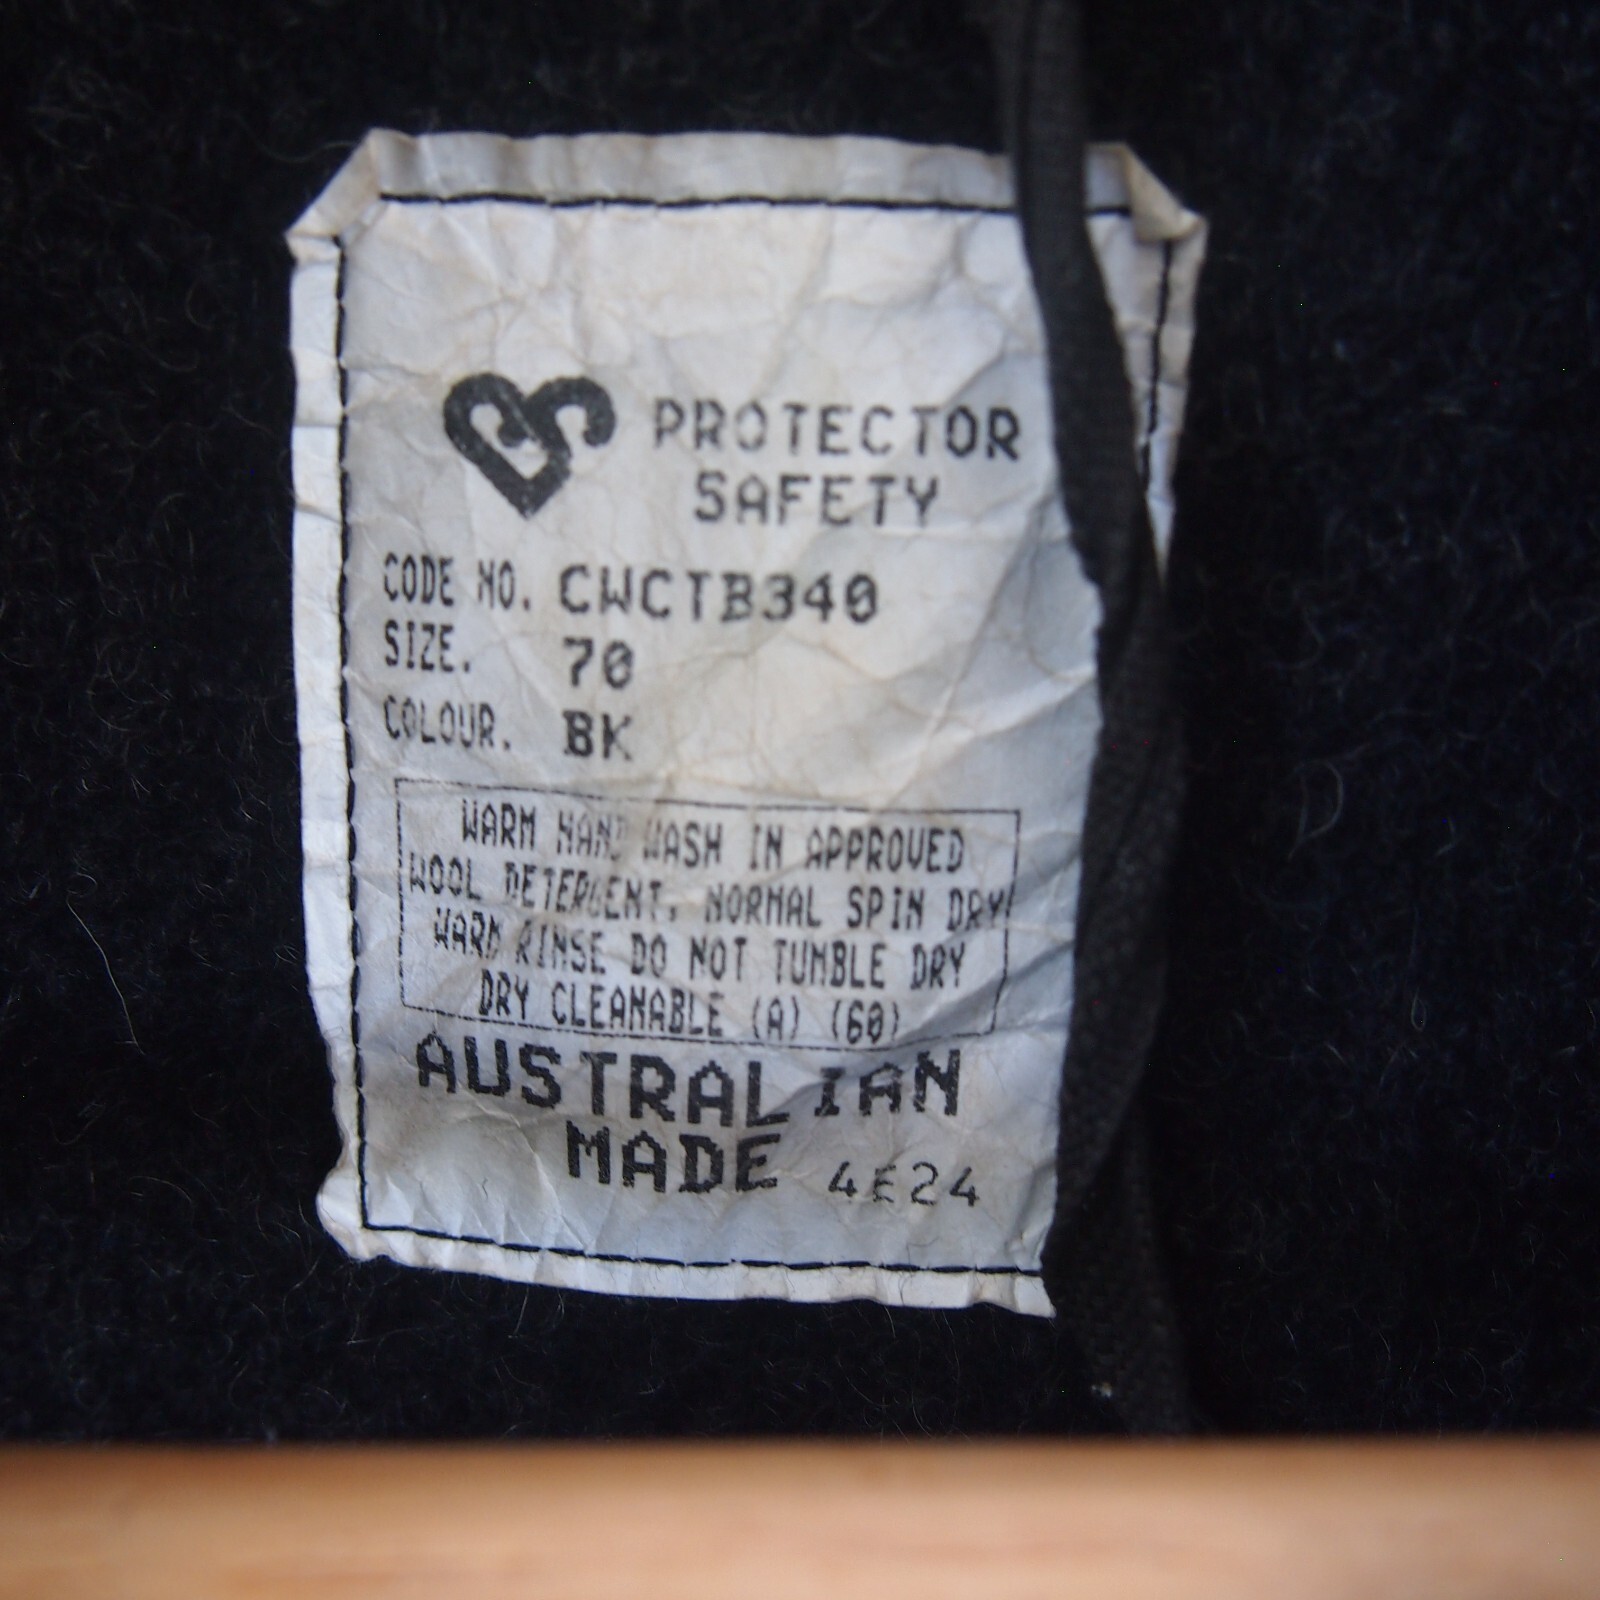 PROTECTOR
SAFETY
CODE NO. CWCTB340
SIZE. 70
COLOUR. BK
WARM HAND WASH IN APPROVED
WOOL DETERGENT, NORMAL SPIN DRY
WARM RINSE DO NOT TUMBLE DRY
DRY CLEANABLE (A) (60)
AUSTRALIAN
MADE 4E24